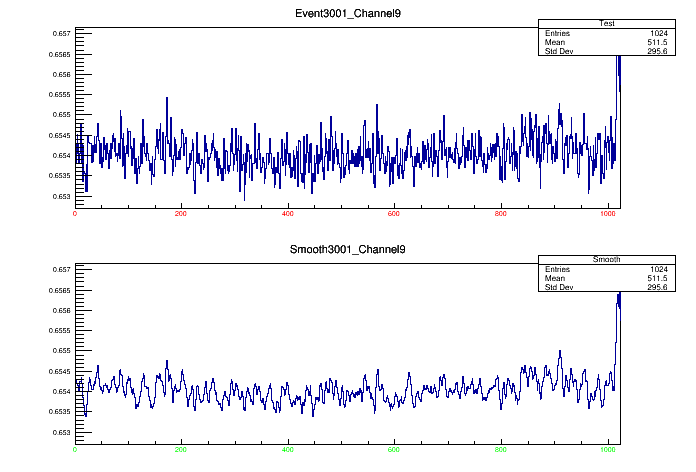 Event3001_Channel9
Test
Entries 1024
Mean 511.5
Std Dev 295.6
0.657
0.6565
0.656
0.6555
0.655
0.6545
0.654
0.6535
0.653
0 200 400 600 800 1000
Smooth3001_Channel9
Smooth
Entries 1024
Mean 511.5
Std Dev 295.6
0.657
0.6565
0.656
0.6555
0.655
0.6545
0.654
0.6535
0.653
0 200 400 600 800 1000